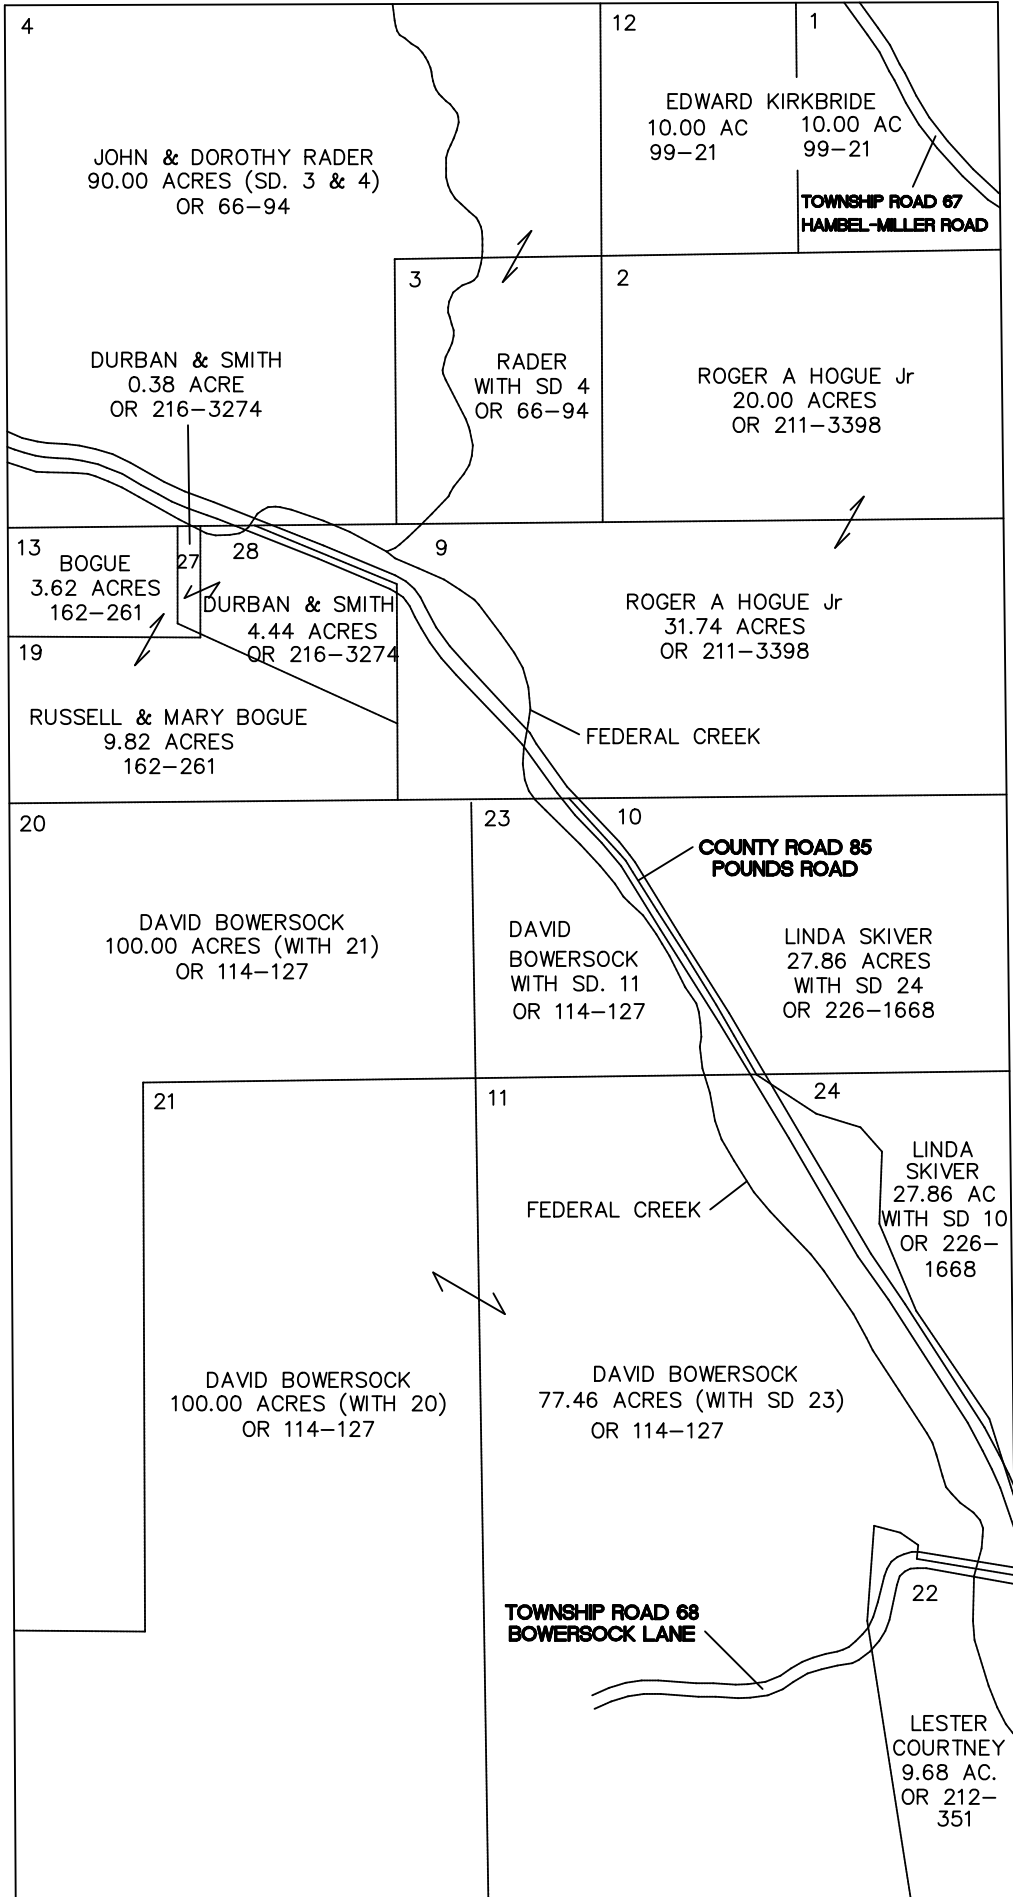 4
12
1
EDWARD KIRKBRIDE
10.00 AC
99-21
10.00 AC
99-21
JOHN & DOROTHY RADER
90.00 ACRES (SD. 3 & 4)
OR 66-94
TOWNSHIP ROAD 67
HAMBEL-MILLER ROAD
3
2
DURBAN & SMITH
0.38 ACRE
OR 216-3274
RADER
WITH SD 4
OR 66-94
ROGER A HOGUE Jr
20.00 ACRES
OR 211-3398
13
BOGUE
3.62 ACRES
162-261
27
28
DURBAN & SMITH
4.44 ACRES
OR 216-3274
9
ROGER A HOGUE Jr
31.74 ACRES
OR 211-3398
19
RUSSELL & MARY BOGUE
9.82 ACRES
162-261
FEDERAL CREEK
20
23
10
COUNTY ROAD 85
POUNDS ROAD
DAVID BOWERSOCK
100.00 ACRES (WITH 21)
OR 114-127
DAVID
BOWERSOCK
WITH SD. 11
OR 114-127
LINDA SKIVER
27.86 ACRES
WITH SD 24
OR 226-1668
21
11
24
LINDA
SKIVER
27.86 AC
WITH SD 10
OR 226-
1668
FEDERAL CREEK
DAVID BOWERSOCK
100.00 ACRES (WITH 20)
OR 114-127
DAVID BOWERSOCK
77.46 ACRES (WITH SD 23)
OR 114-127
22
TOWNSHIP ROAD 68
BOWERSOCK LANE
LESTER
COURTNEY
9.68 AC.
OR 212-
351